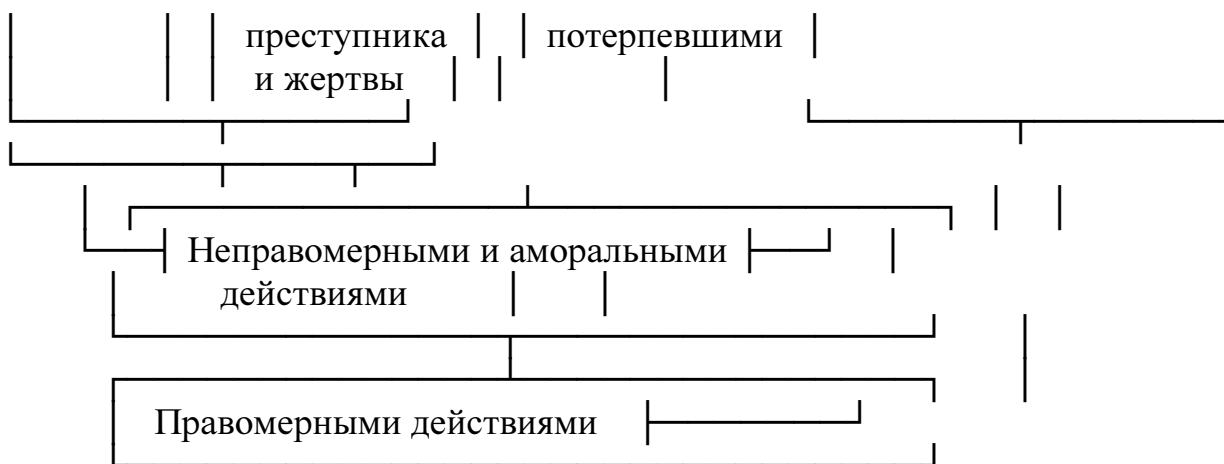 преступника потерпевшими
и жертвы
Неправомерными и аморальными
действиями
Правомерными действиями